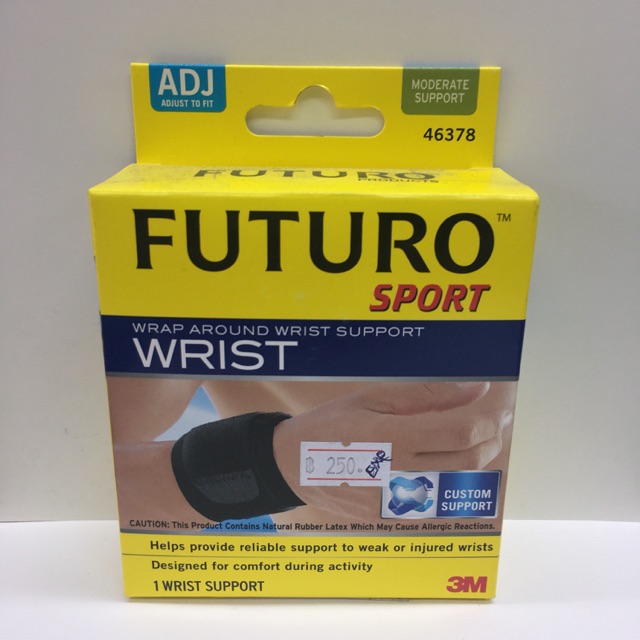 ADJ
ADJUST TO FIT
MODERATE
SUPPORT
46378
FUTURO
PRODUCTS
FUTURO™
SPORT
WRAP AROUND WRIST SUPPORT
WRIST
฿ 250.-
CUSTOM
SUPPORT
CAUTION: This Product Contains Natural Rubber Latex Which May Cause Allergic Reactions.
Helps provide reliable support to weak or injured wrists
Designed for comfort during activity
1 WRIST SUPPORT
3M